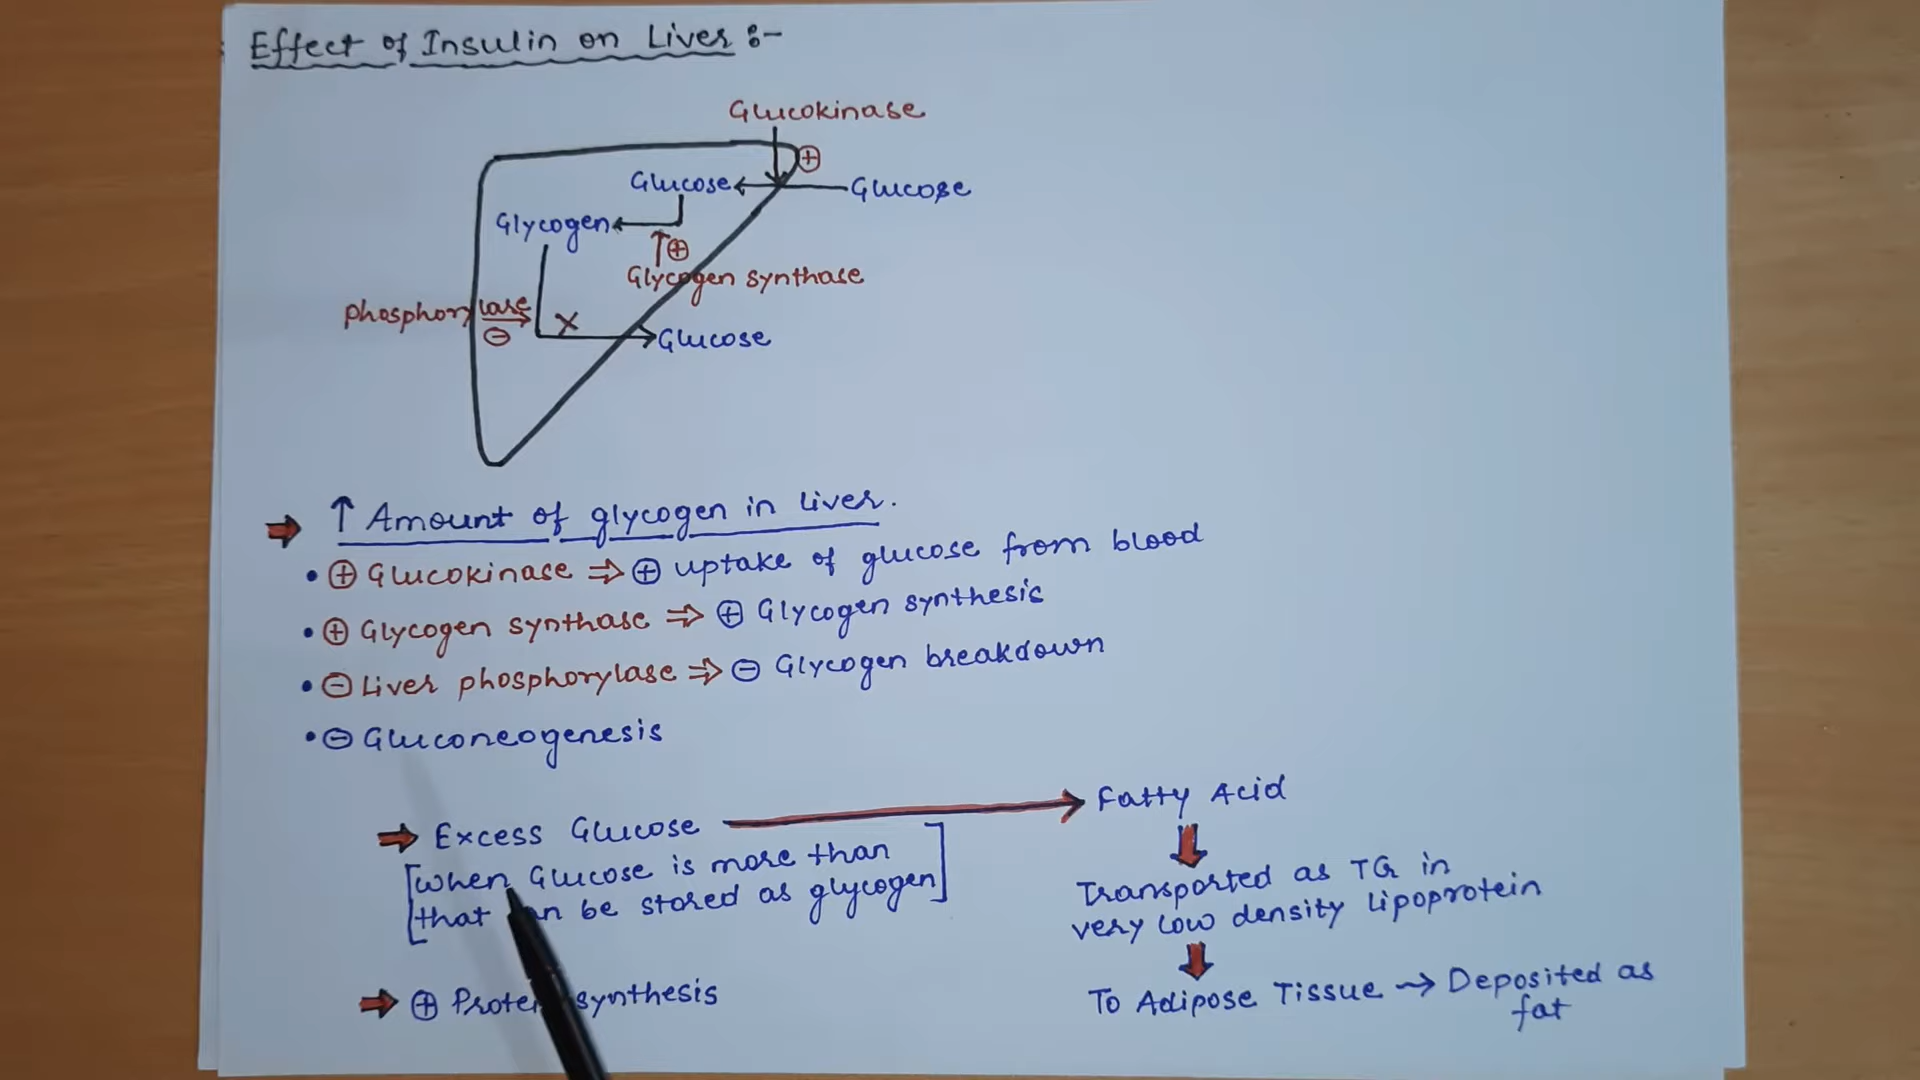 Effect of Insulin on Liver :-
Glucokinase
⊕
Glucose ← Glucose
Glycogen ←
↑⊕
Glycogen synthase
phosphorylase →
⊖ X
→ Glucose
⇒ ↑ Amount of glycogen in liver.
• ⊕ Glucokinase ⇒ ⊕ uptake of glucose from blood
• ⊕ Glycogen synthase ⇒ ⊕ Glycogen synthesis
• ⊖ Liver phosphorylase ⇒ ⊖ Glycogen breakdown
• ⊖ Gluconeogenesis
⇒ Excess Glucose → Fatty Acid
[when Glucose is more than
that can be stored as glycogen]
Transported as TG in
very low density lipoprotein
To Adipose Tissue → Deposited as
fat
⇒ ⊕ Protein synthesis